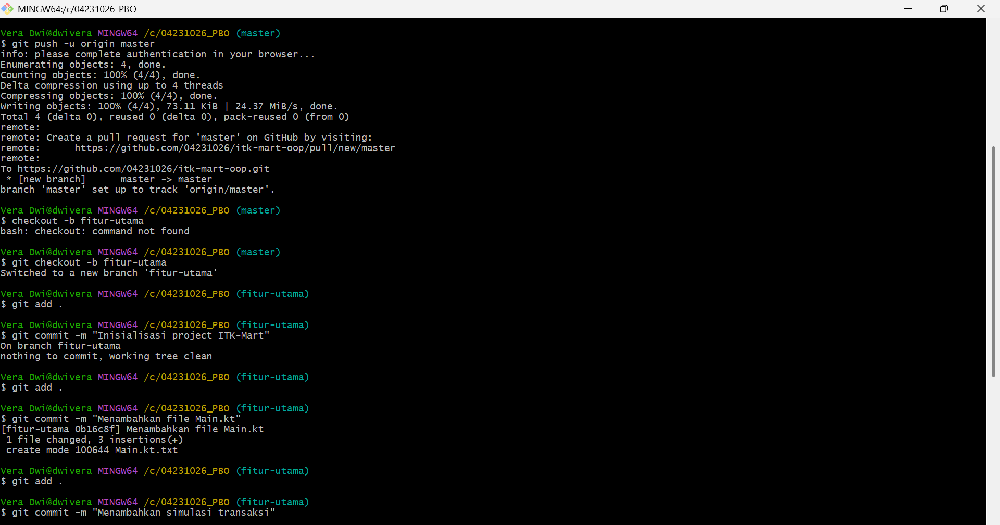 MINGW64:/c/04231026_PBO
Vera Dwi@dwivera MINGW64 /c/04231026_PBO (master)
$ git push -u origin master
info: please complete authentication in your browser...
Enumerating objects: 4, done.
Counting objects: 100% (4/4), done.
Delta compression using up to 4 threads
Compressing objects: 100% (4/4), done.
Writing objects: 100% (4/4), 73.11 KiB | 24.37 MiB/s, done.
Total 4 (delta 0), reused 0 (delta 0), pack-reused 0 (from 0)
remote:
remote: Create a pull request for 'master' on GitHub by visiting:
remote:      https://github.com/04231026/itk-mart-oop/pull/new/master
remote:
To https://github.com/04231026/itk-mart-oop.git
 * [new branch]      master -> master
branch 'master' set up to track 'origin/master'.
Vera Dwi@dwivera MINGW64 /c/04231026_PBO (master)
$ checkout -b fitur-utama
bash: checkout: command not found
Vera Dwi@dwivera MINGW64 /c/04231026_PBO (master)
$ git checkout -b fitur-utama
Switched to a new branch 'fitur-utama'
Vera Dwi@dwivera MINGW64 /c/04231026_PBO (fitur-utama)
$ git add .
Vera Dwi@dwivera MINGW64 /c/04231026_PBO (fitur-utama)
$ git commit -m "Inisialisasi project ITK-Mart"
On branch fitur-utama
nothing to commit, working tree clean
Vera Dwi@dwivera MINGW64 /c/04231026_PBO (fitur-utama)
$ git add .
Vera Dwi@dwivera MINGW64 /c/04231026_PBO (fitur-utama)
$ git commit -m "Menambahkan file Main.kt"
[fitur-utama 0b16c8f] Menambahkan file Main.kt
 1 file changed, 3 insertions(+)
 create mode 100644 Main.kt.txt
Vera Dwi@dwivera MINGW64 /c/04231026_PBO (fitur-utama)
$ git add .
Vera Dwi@dwivera MINGW64 /c/04231026_PBO (fitur-utama)
$ git commit -m "Menambahkan simulasi transaksi"